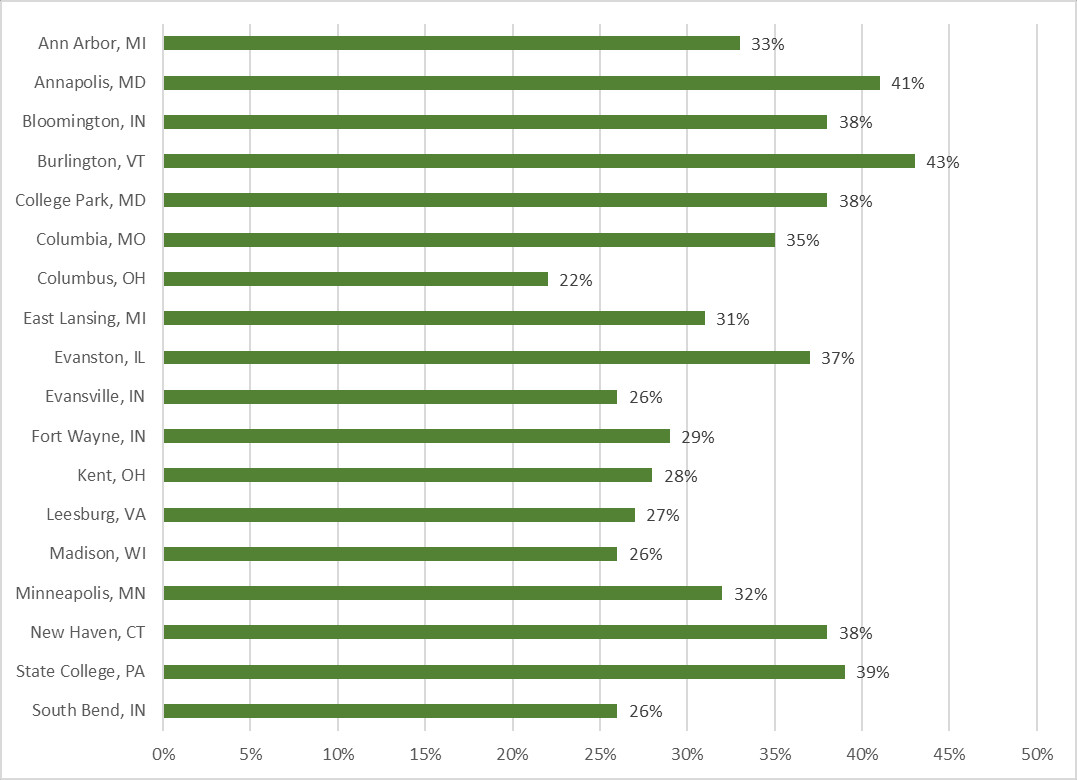 Ann Arbor, MI 33%
Annapolis, MD 41%
Bloomington, IN 38%
Burlington, VT 43%
College Park, MD 38%
Columbia, MO 35%
Columbus, OH 22%
East Lansing, MI 31%
Evanston, IL 37%
Evansville, IN 26%
Fort Wayne, IN 29%
Kent, OH 28%
Leesburg, VA 27%
Madison, WI 26%
Minneapolis, MN 32%
New Haven, CT 38%
State College, PA 39%
South Bend, IN 26%
0% 5% 10% 15% 20% 25% 30% 35% 40% 45% 50%